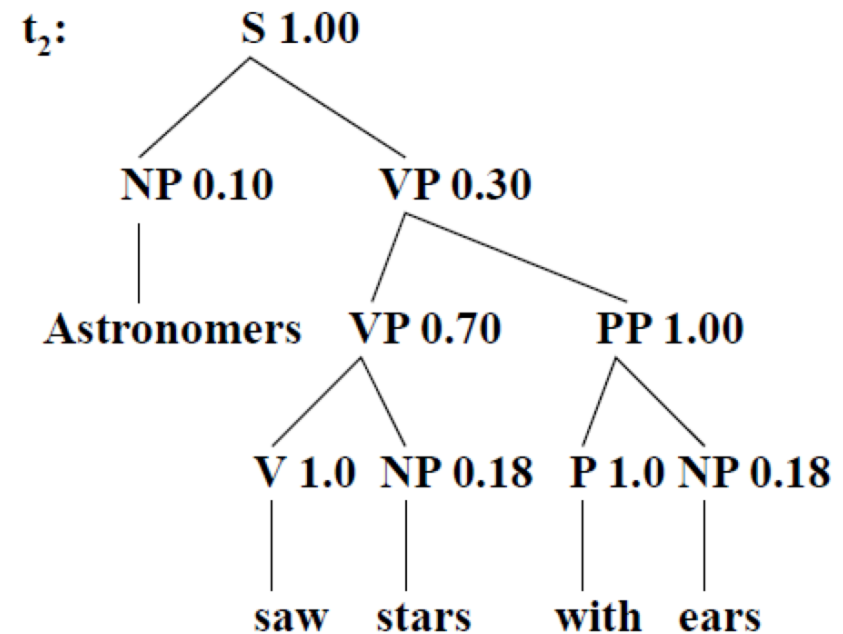 t₂: S 1.00
NP 0.10 VP 0.30
Astronomers VP 0.70 PP 1.00
V 1.0 NP 0.18 P 1.0 NP 0.18
saw stars with ears